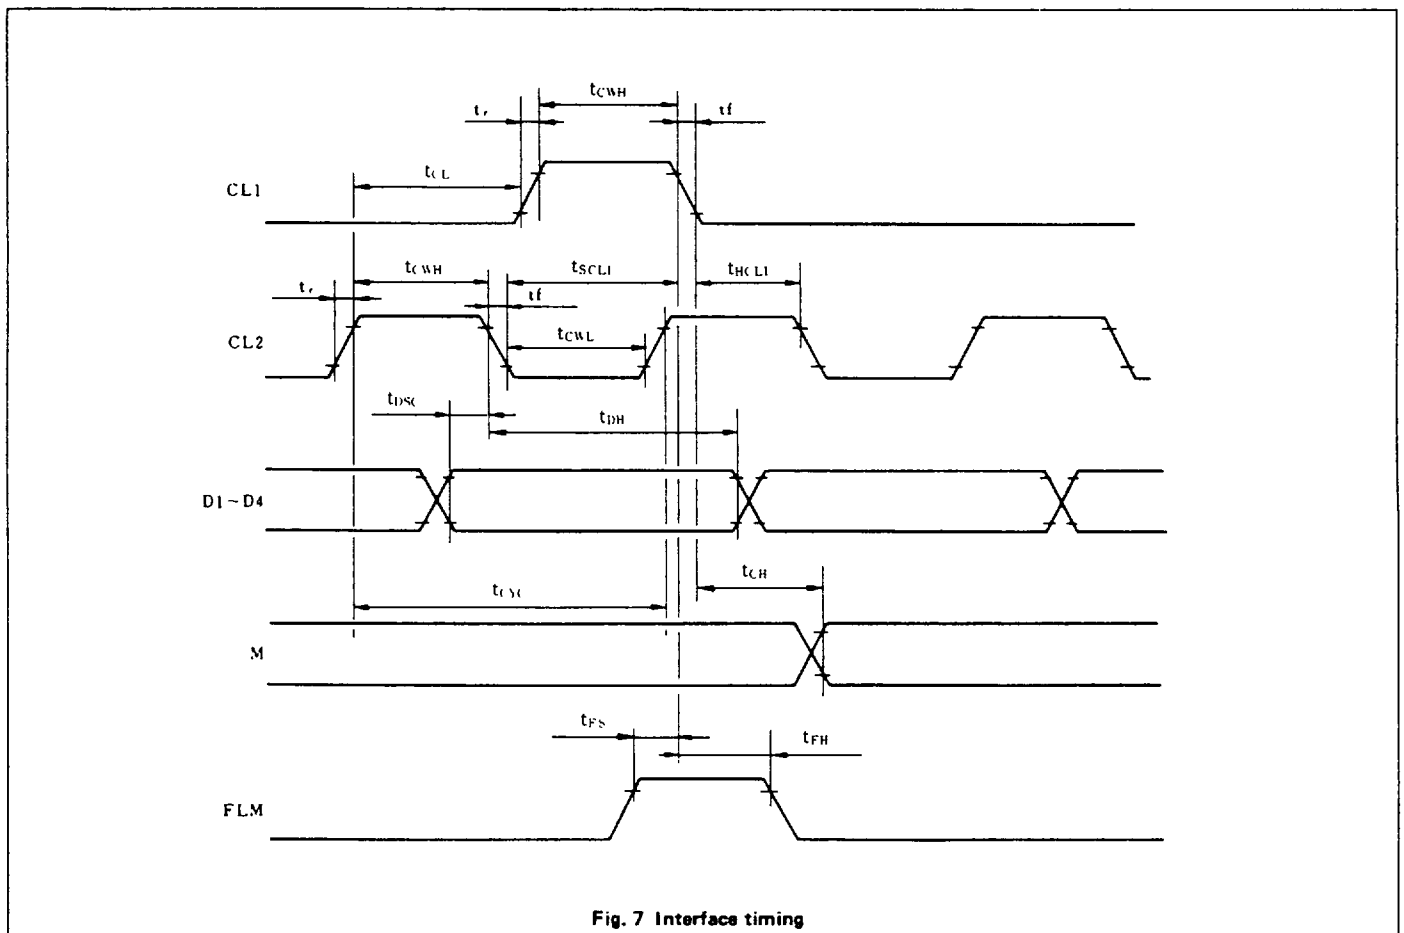 tCWH
tr
tf
tCL
CL1
tCWH
tSCL1
tHCL1
tr
tf
CL2
tCWL
tDSC
tDH
D1~D4
tCH
tCYC
M
tFS
tFH
FLM
Fig. 7 Interface timing